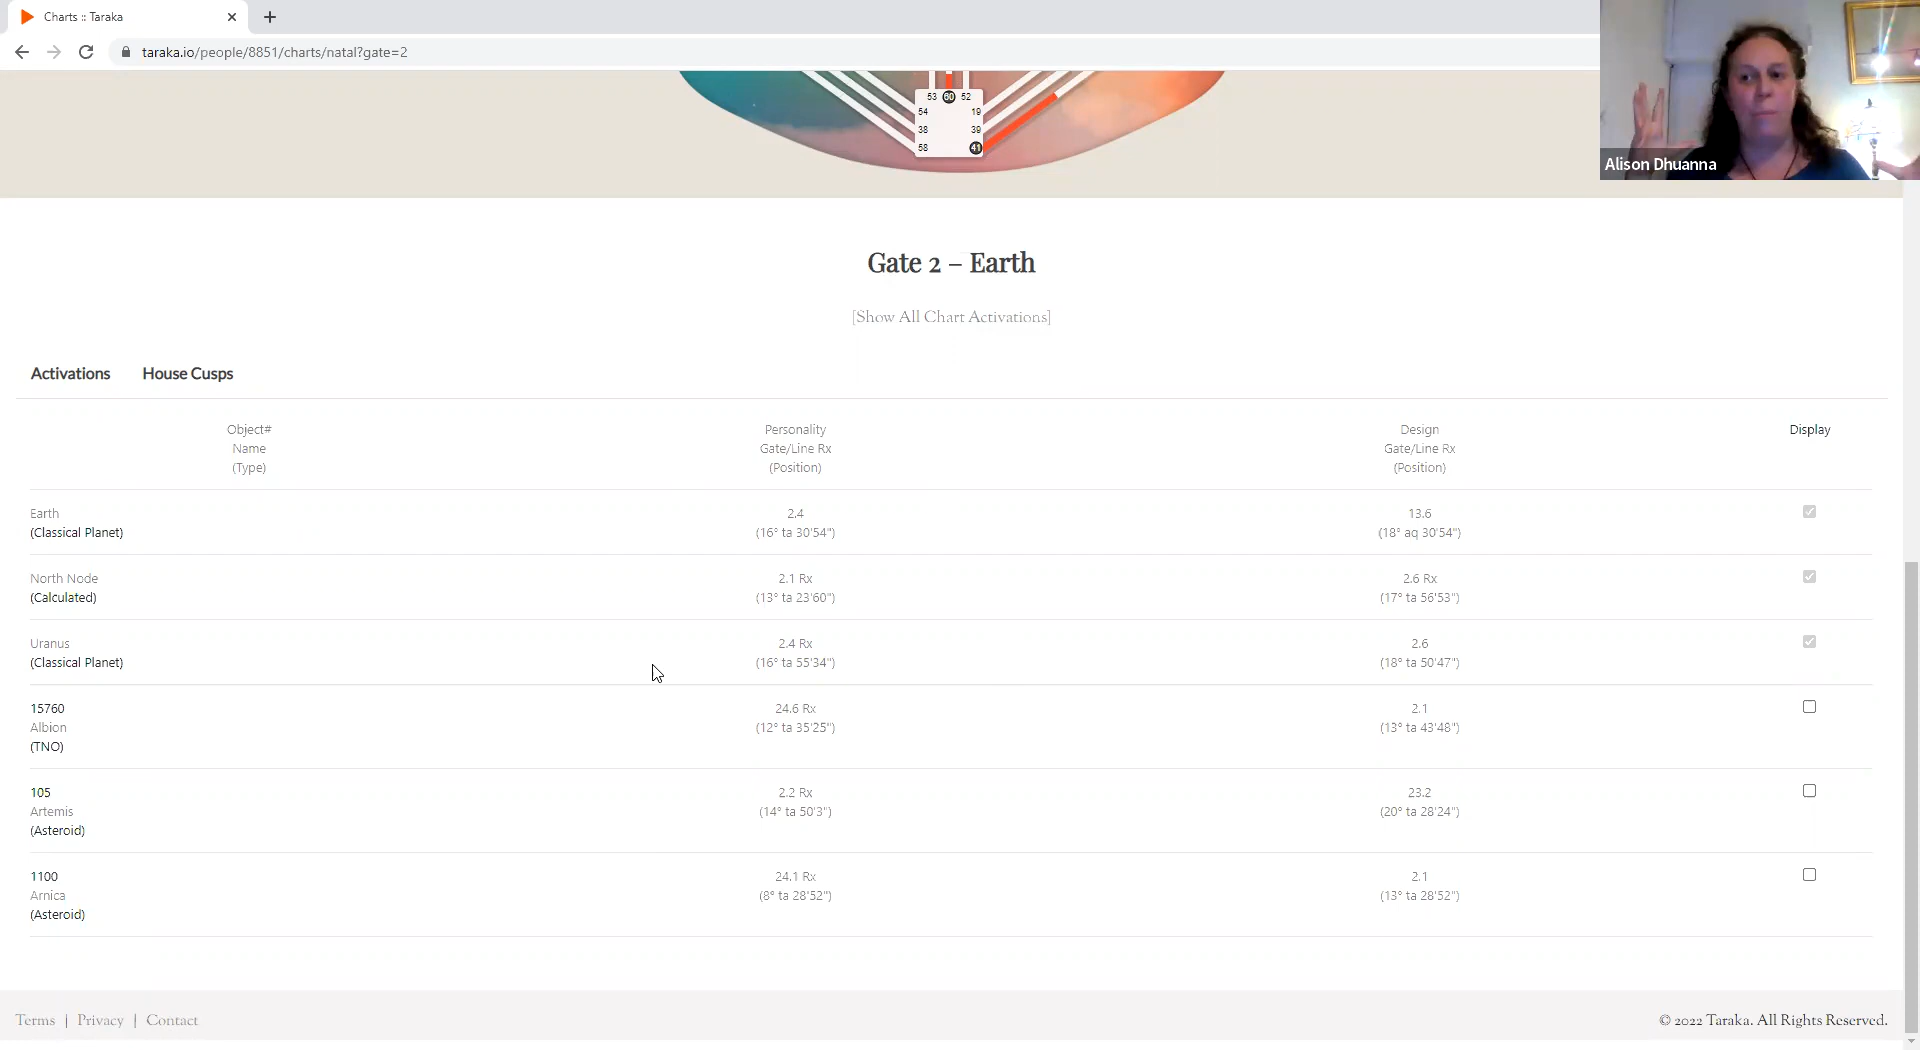 Charts :: Taraka
taraka.io/people/8851/charts/natal?gate=2
Alison Dhuanna
53 60 52
54 19
38 39
58 41
Gate 2 – Earth
[Show All Chart Activations]
Activations House Cusps
Object# Personality Design Display
Name Gate/Line Rx Gate/Line Rx
(Type) (Position) (Position)
Earth 2.4 13.6
(Classical Planet) (16° ta 30'54") (18° aq 30'54")
North Node 2.1 Rx 2.6 Rx
(Calculated) (13° ta 23'60") (17° ta 56'53")
Uranus 2.4 Rx 2.6
(Classical Planet) (16° ta 55'34") (18° ta 50'47")
15760 24.6 Rx 2.1
Albion (12° ta 35'25") (13° ta 43'48")
(TNO)
105 2.2 Rx 23.2
Artemis (14° ta 50'3") (20° ta 28'24")
(Asteroid)
1100 24.1 Rx 2.1
Arnica (8° ta 28'52") (13° ta 28'52")
(Asteroid)
Terms | Privacy | Contact © 2022 Taraka. All Rights Reserved.